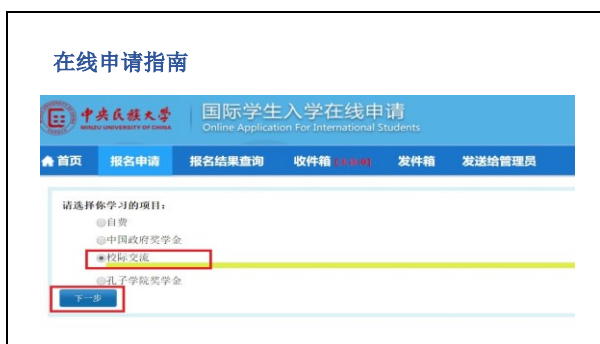 在线申请指南
中央民族大学 国际学生入学在线申请
MINZU UNIVERSITY OF CHINA Online Application For International Students
首页 报名申请 报名结果查询 收件箱 发件箱 发送给管理员
请选择你学习的项目：
自费
中国政府奖学金
校际交流
孔子学院奖学金
下一步